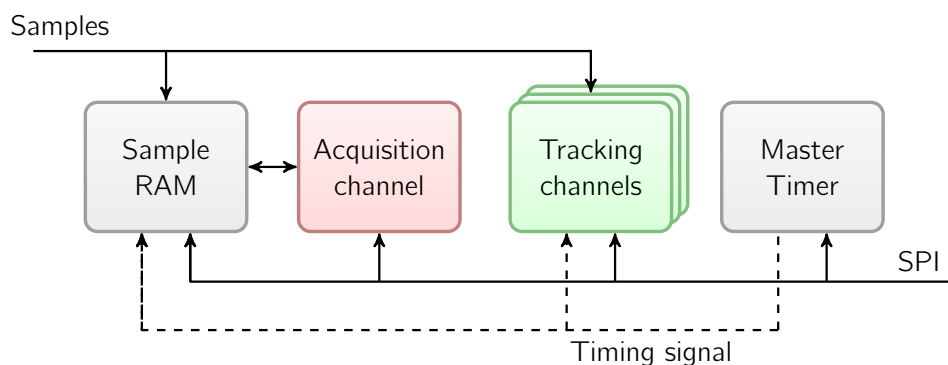 Samples
Sample
RAM
Acquisition
channel
Tracking
channels
Master
Timer
SPI
Timing signal